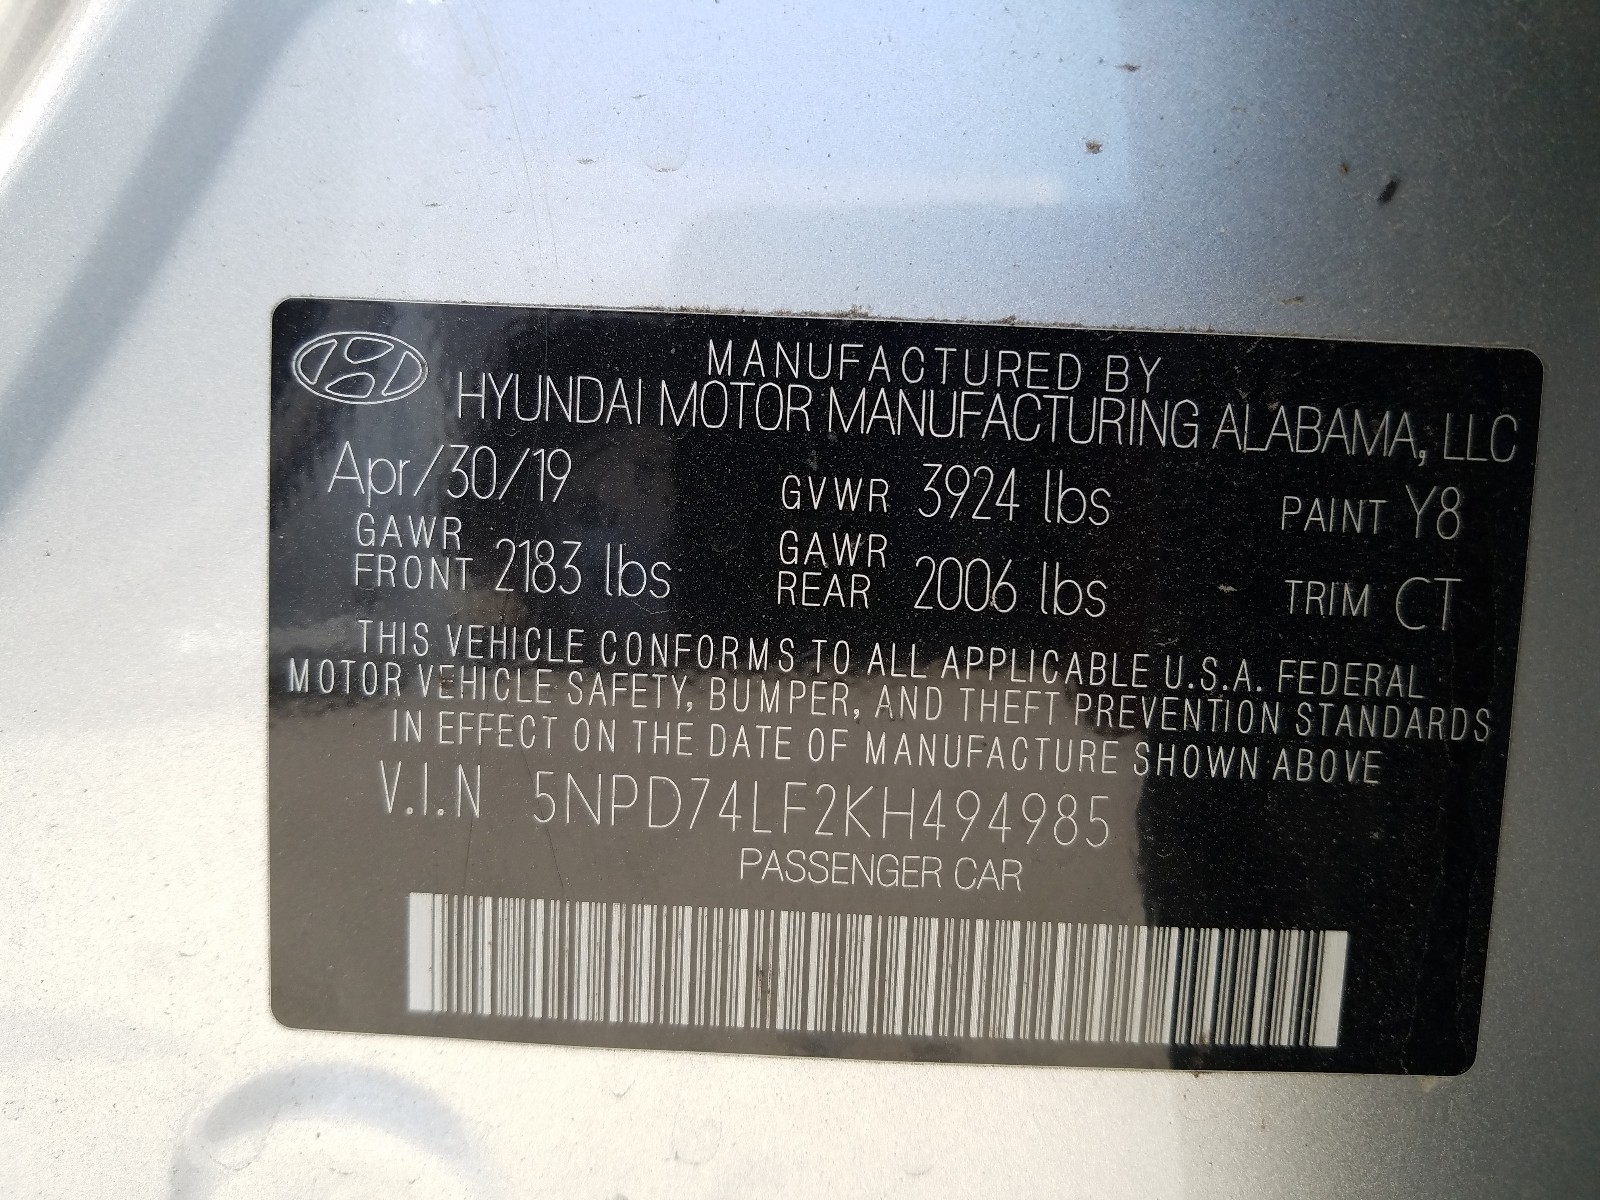 MANUFACTURED BY
HYUNDAI MOTOR MANUFACTURING ALABAMA, LLC
Apr/30/19 GVWR 3924 lbs PAINT Y8
GAWR FRONT 2183 lbs GAWR REAR 2006 lbs TRIM CT
THIS VEHICLE CONFORMS TO ALL APPLICABLE U.S.A. FEDERAL
MOTOR VEHICLE SAFETY, BUMPER, AND THEFT PREVENTION STANDARDS
IN EFFECT ON THE DATE OF MANUFACTURE SHOWN ABOVE
V.I.N 5NPD74LF2KH494985
PASSENGER CAR